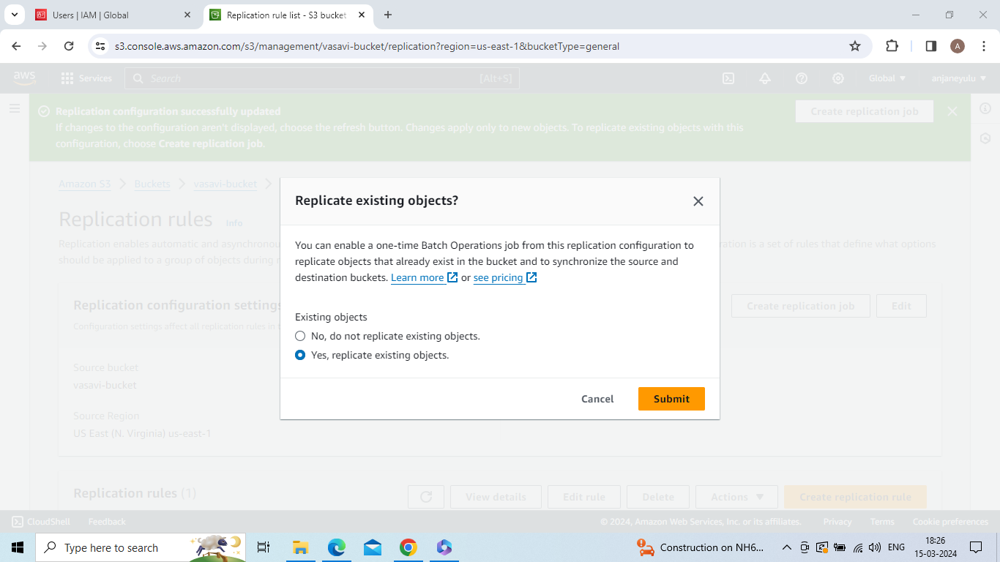 Users | IAM | Global
Replication rule list - S3 bucket
s3.console.aws.amazon.com/s3/management/vasavi-bucket/replication?region=us-east-1&bucketType=general
A
aws
Services
Search
[Alt+S]
Global
anjaneyulu
Replication configuration successfully updated
If changes to the configuration aren't displayed, choose the refresh button. Changes apply only to new objects. To replicate existing objects with this
configuration, choose Create replication job.
Create replication job
Amazon S3
Buckets
vasavi-bucket
Replication rules
Info
Replication enables automatic and asynchronou
ration is a set of rules that define what options
should be applied to a group of objects during
Replication configuration settings
Configuration settings affect all replication rules in
Create replication job
Edit
Source bucket
vasavi-bucket
Source Region
US East (N. Virginia) us-east-1
Replicate existing objects?
You can enable a one-time Batch Operations job from this replication configuration to
replicate objects that already exist in the bucket and to synchronize the source and
destination buckets. Learn more or see pricing
Existing objects
No, do not replicate existing objects.
Yes, replicate existing objects.
Cancel
Submit
Replication rules (1)
View details
Edit rule
Delete
Actions
Create replication rule
CloudShell
Feedback
© 2024, Amazon Web Services, Inc. or its affiliates.
Privacy
Terms
Cookie preferences
Type here to search
Construction on NH6...
ENG
18:26
15-03-2024